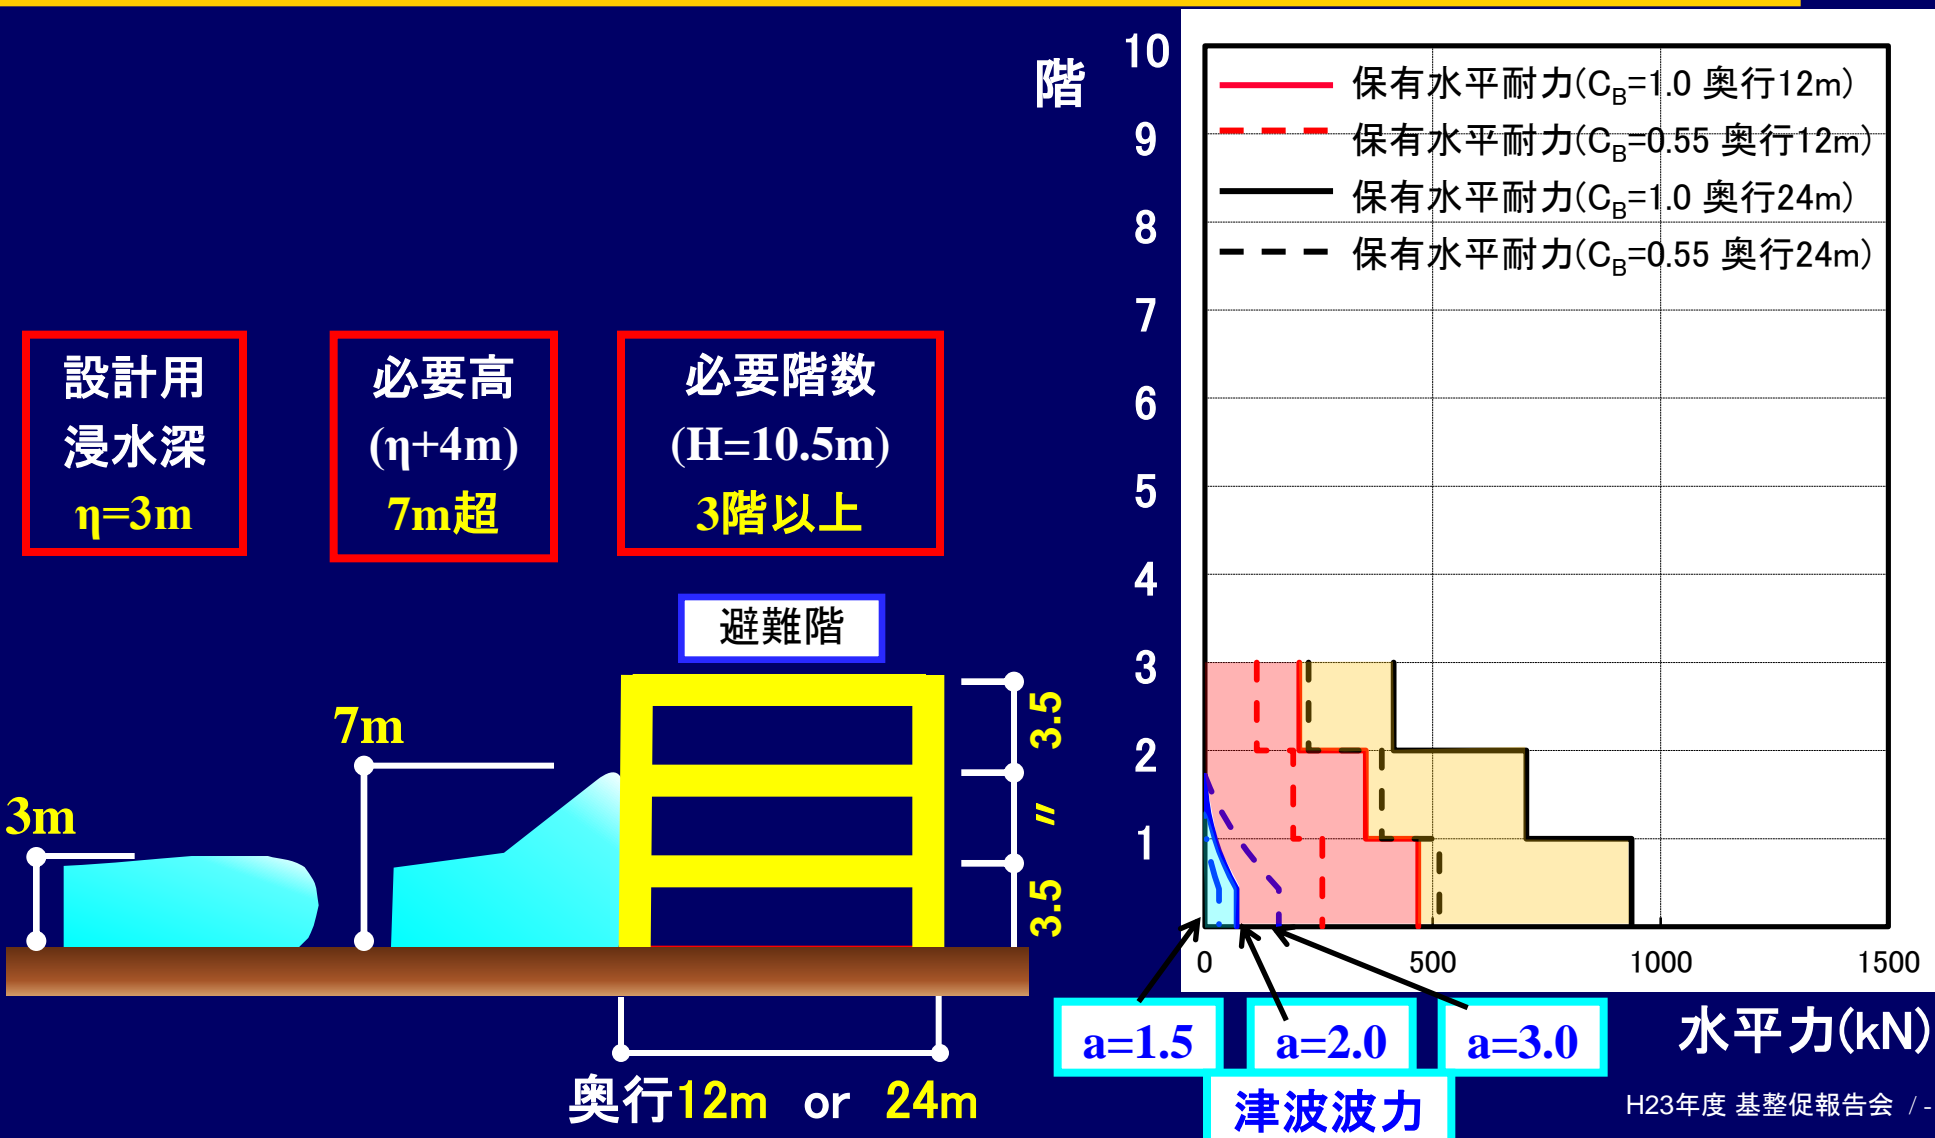 設計用
浸水深
η=3m
必要高
(η+4m)
7m超
必要階数
(H=10.5m)
3階以上
避難階
7m
3m
3.5
〃
3.5
奥行12m or 24m
階
10
9
8
7
6
5
4
3
2
1
保有水平耐力(CB=1.0 奥行12m)
保有水平耐力(CB=0.55 奥行12m)
保有水平耐力(CB=1.0 奥行24m)
保有水平耐力(CB=0.55 奥行24m)
0 500 1000 1500
水平力(kN)
a=1.5 a=2.0 a=3.0
津波波力
H23年度 基整促報告会 / -